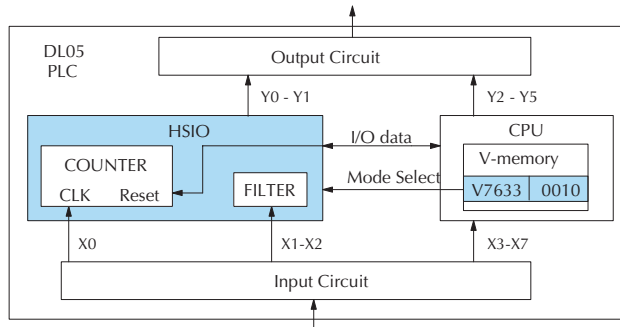 DL05
PLC
Output Circuit
Y0 - Y1
Y2 - Y5
HSIO
CPU
I/O data
COUNTER
CLK Reset
FILTER
Mode Select
V-memory
V7633 0010
X0
X1-X2
X3-X7
Input Circuit